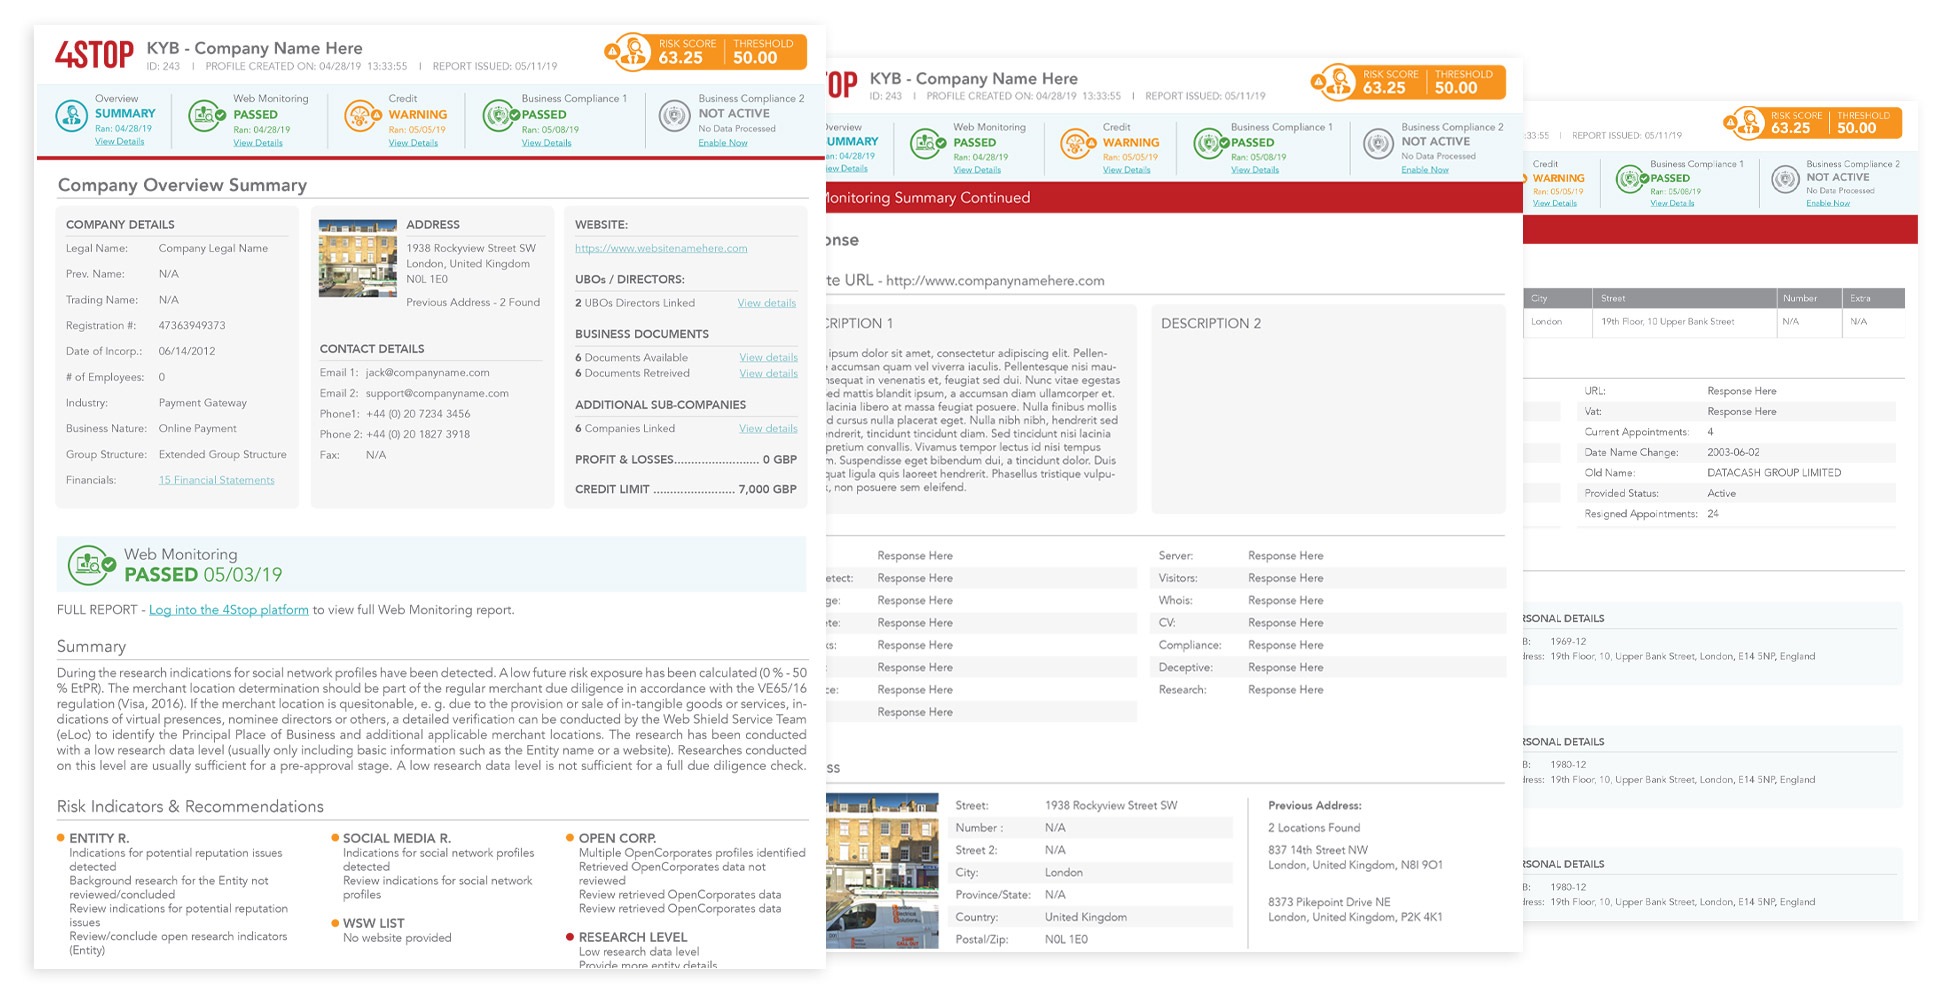 4STOP
KYB - Company Name Here
ID: 243 | PROFILE CREATED ON: 04/28/19 13:33:55 | REPORT ISSUED: 05/11/19
RISK SCORE
63.25
THRESHOLD
50.00
Overview
SUMMARY
Ran: 04/28/19
View Details
Web Monitoring
PASSED
Ran: 04/28/19
View Details
Credit
WARNING
Ran: 05/05/19
View Details
Business Compliance 1
PASSED
Ran: 05/08/19
View Details
Business Compliance 2
NOT ACTIVE
No Data Processed
Enable Now
Company Overview Summary
COMPANY DETAILS
Legal Name: Company Legal Name
Prev. Name: N/A
Trading Name: N/A
Registration #: 47363949373
Date of Incorp.: 06/14/2012
# of Employees: 0
Industry: Payment Gateway
Business Nature: Online Payment
Group Structure: Extended Group Structure
Financials: 15 Financial Statements
ADDRESS
1938 Rockyview Street SW
London, United Kingdom
N0L 1E0
Previous Address - 2 Found
CONTACT DETAILS
Email 1: jack@companyname.com
Email 2: support@companyname.com
Phone1: +44 (0) 20 7234 3456
Phone 2: +44 (0) 20 1827 3918
Fax: N/A
WEBSITE:
https://www.websitenamehere.com
UBOs / DIRECTORS:
2 UBOs Directors Linked View details
BUSINESS DOCUMENTS
6 Documents Available View details
6 Documents Retreived View details
ADDITIONAL SUB-COMPANIES
6 Companies Linked View details
PROFIT & LOSSES......................... 0 GBP
CREDIT LIMIT ........................ 7,000 GBP
Web Monitoring
PASSED 05/03/19
FULL REPORT - Log into the 4Stop platform to view full Web Monitoring report.
Summary
During the research indications for social network profiles have been detected. A low future risk exposure has been calculated (0 % - 50
% EtPR). The merchant location determination should be part of the regular merchant due diligence in accordance with the VE65/16
regulation (Visa, 2016). If the merchant location is quesitonable, e. g. due to the provision or sale of in-tangible goods or services, in-
dications of virtual presences, nominee directors or others, a detailed verification can be conducted by the Web Shield Service Team
(eLoc) to identify the Principal Place of Business and additional applicable merchant locations. The research has been conducted
with a low research data level (usually only including basic information such as the Entity name or a website). Researches conducted
on this level are usually sufficient for a pre-approval stage. A low research data level is not sufficient for a full due diligence check.
Risk Indicators & Recommendations
ENTITY R.
Indications for potential reputation issues
detected
Background research for the Entity not
reviewed/concluded
Review indications for potential reputation
issues
Review/conclude open research indicators
(Entity)
SOCIAL MEDIA R.
Indications for social network profiles
detected
Review indications for social network
profiles
WSW LIST
No website provided
OPEN CORP.
Multiple OpenCorporates profiles identified
Retrieved OpenCorporates data not
reviewed
Review retrieved OpenCorporates data
Review retrieved OpenCorporates data
RESEARCH LEVEL
Low research data level
Provide more entity details
OP
KYB - Company Name Here
ID: 243 | PROFILE CREATED ON: 04/28/19 13:33:55 | REPORT ISSUED: 05/11/19
RISK SCORE
63.25
THRESHOLD
50.00
verview
UMMARY
an: 04/28/19
iew Details
Web Monitoring
PASSED
Ran: 04/28/19
View Details
Credit
WARNING
Ran: 05/05/19
View Details
Business Compliance 1
PASSED
Ran: 05/08/19
View Details
Business Compliance 2
NOT ACTIVE
No Data Processed
Enable Now
Monitoring Summary Continued
onse
te URL - http://www.companynamehere.com
CRIPTION 1
ipsum dolor sit amet, consectetur adipiscing elit. Pellen-
accumsan quam vel viverra iaculis. Pellentesque nisi mau-
nsequat in venenatis et, feugiat sed dui. Nunc vitae egestas
ed mattis blandit ipsum, a accumsan diam ullamcorper et.
lacinia libero at massa feugiat posuere. Nulla finibus mollis
d cursus nulla placerat eget. Nulla nibh nibh, hendrerit sed
endrerit, tincidunt tincidunt diam. Sed tincidunt nisi lacinia
pretium convallis. Vivamus tempor lectus id nisi tempus
m. Suspendisse eget bibendum dui, a tincidunt dolor. Duis
quat ligula quis laoreet hendrerit. Phasellus tristique vulpu-
, non posuere sem eleifend.
DESCRIPTION 2
Response Here
etect: Response Here
ge: Response Here
te: Response Here
ks: Response Here
: Response Here
ce: Response Here
Response Here
Server: Response Here
Visitors: Response Here
Whois: Response Here
CV: Response Here
Compliance: Response Here
Deceptive: Response Here
Research: Response Here
ss
Street: 1938 Rockyview Street SW
Number : N/A
Street 2: N/A
City: London
Province/State: N/A
Country: United Kingdom
Postal/Zip: N0L 1E0
Previous Address:
2 Locations Found
837 14th Street NW
London, United Kingdom, N8I 9O1
8373 Pikepoint Drive NE
London, United Kingdom, P2K 4K1
:33:55 | REPORT ISSUED: 05/11/19
RISK SCORE
63.25
THRESHOLD
50.00
Credit
WARNING
Ran: 05/05/19
View Details
Business Compliance 1
PASSED
Ran: 05/08/19
View Details
Business Compliance 2
NOT ACTIVE
No Data Processed
Enable Now
City Street Number Extra
London 19th Floor, 10 Upper Bank Street N/A N/A
URL: Response Here
Vat: Response Here
Current Appointments: 4
Date Name Change: 2003-06-02
Old Name: DATACASH GROUP LIMITED
Provided Status: Active
Resigned Appointments: 24
RSONAL DETAILS
B: 1969-12
dress: 19th Floor, 10, Upper Bank Street, London, E14 5NP, England
RSONAL DETAILS
B: 1980-12
dress: 19th Floor, 10, Upper Bank Street, London, E14 5NP, England
RSONAL DETAILS
B: 1980-12
dress: 19th Floor, 10, Upper Bank Street, London, E14 5NP, England